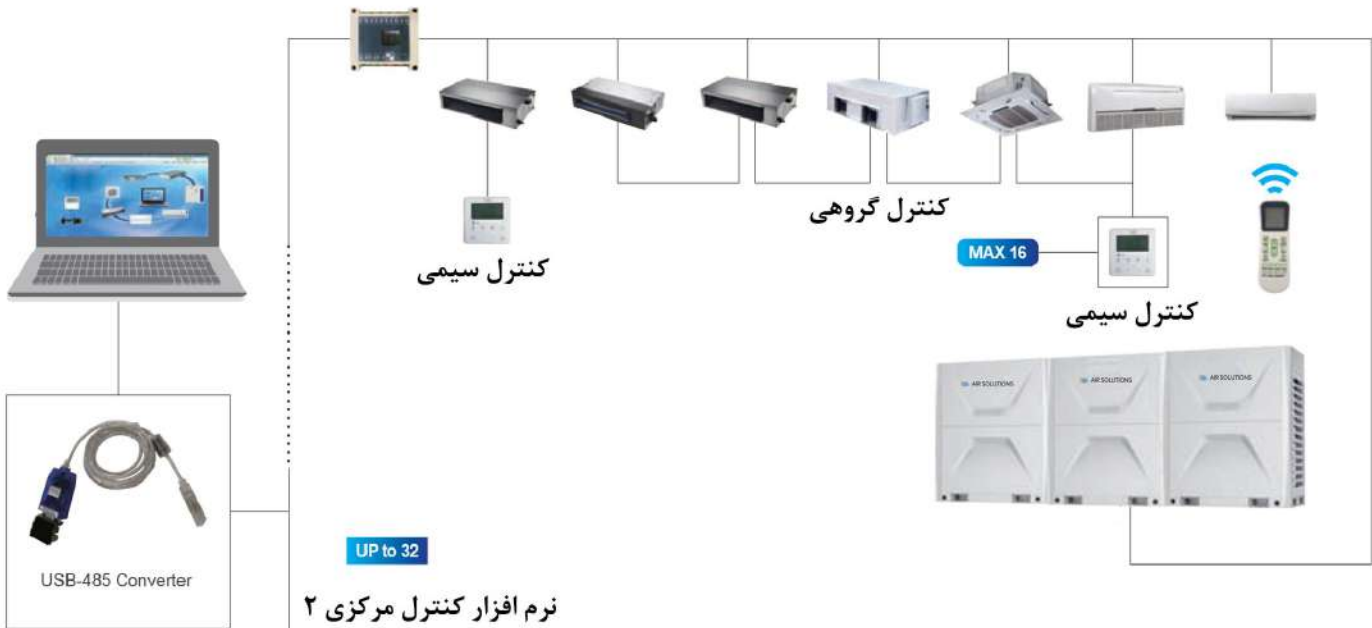 کنترل گروهی
کنترل سیمی
MAX 16
کنترل سیمی
AIR SOLUTIONS
AIR SOLUTIONS
AIR SOLUTIONS
USB-485 Converter
UP to 32
نرم افزار کنترل مرکزی ۲